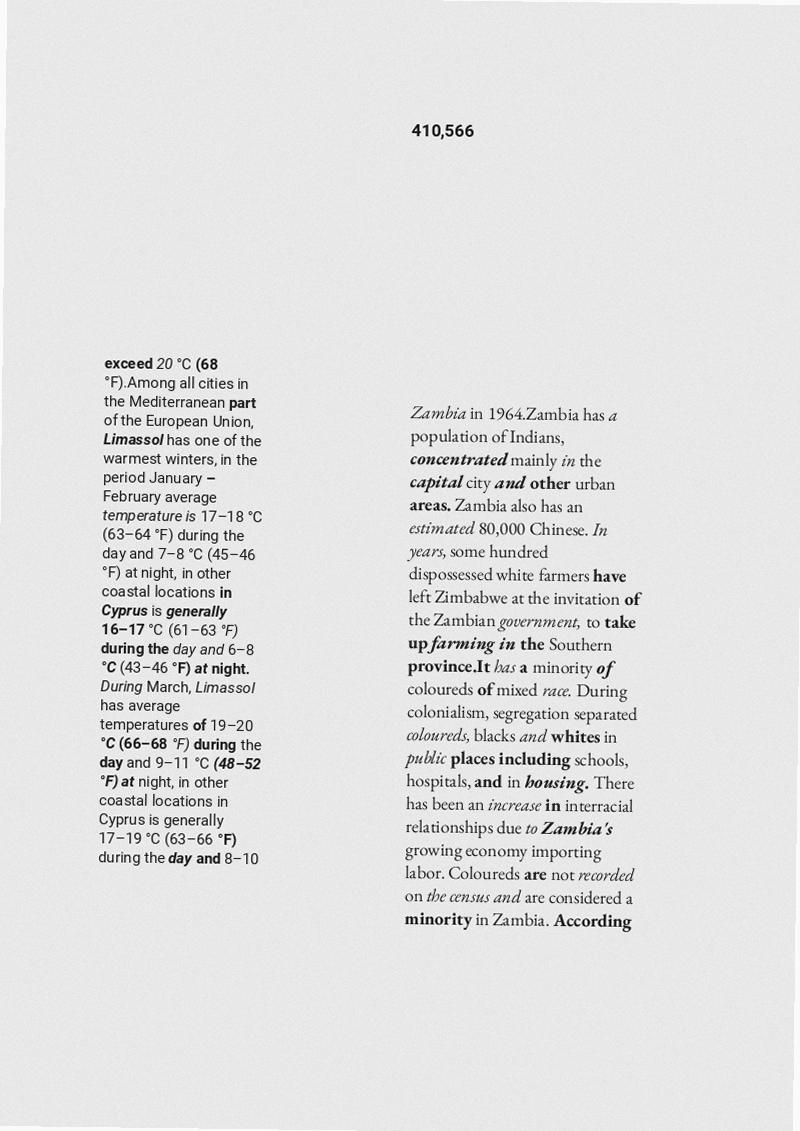 410,566
exceed 20 °C (68
°F).Among all cities in
the Mediterranean part
of the European Union,
Limassol has one of the
warmest winters, in the
period January –
February average
temperature is 17–18 °C
(63–64 °F) during the
day and 7–8 °C (45–46
°F) at night, in other
coastal locations in
Cyprus is generally
16–17 °C (61–63 °F)
during the day and 6–8
°C (43–46 °F) at night.
During March, Limassol
has average
temperatures of 19–20
°C (66–68 °F) during the
day and 9–11 °C (48–52
°F) at night, in other
coastal locations in
Cyprus is generally
17–19 °C (63–66 °F)
during the day and 8–10
Zambia in 1964.Zambia has a
population of Indians,
concentrated mainly in the
capital city and other urban
areas. Zambia also has an
estimated 80,000 Chinese. In
years, some hundred
dispossessed white farmers have
left Zimbabwe at the invitation of
the Zambian government, to take
up farming in the Southern
province.It has a minority of
coloureds of mixed race. During
colonialism, segregation separated
coloureds, blacks and whites in
public places including schools,
hospitals, and in housing. There
has been an increase in interracial
relationships due to Zambia's
growing economy importing
labor. Coloureds are not recorded
on the census and are considered a
minority in Zambia. According